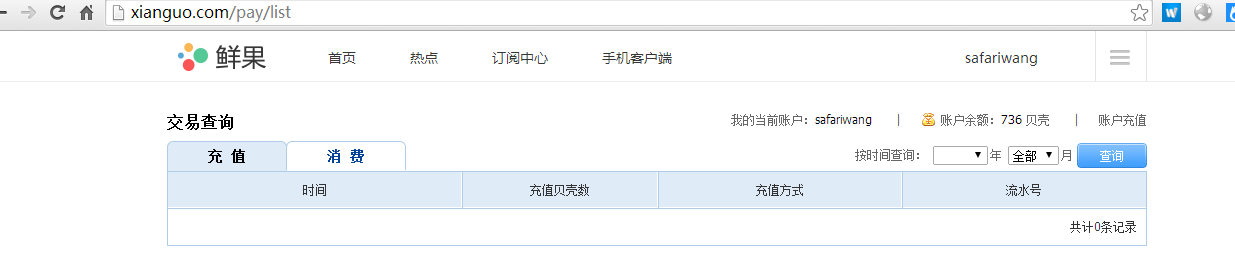 xianguo.com/pay/list
鲜果 首页 热点 订阅中心 手机客户端 safariwang
交易查询 我的当前账户：safariwang | 账户余额：736 贝壳 | 账户充值
充 值 消 费 按时间查询： 年 全部 月 查询
时间 充值贝壳数 充值方式 流水号
共计0条记录